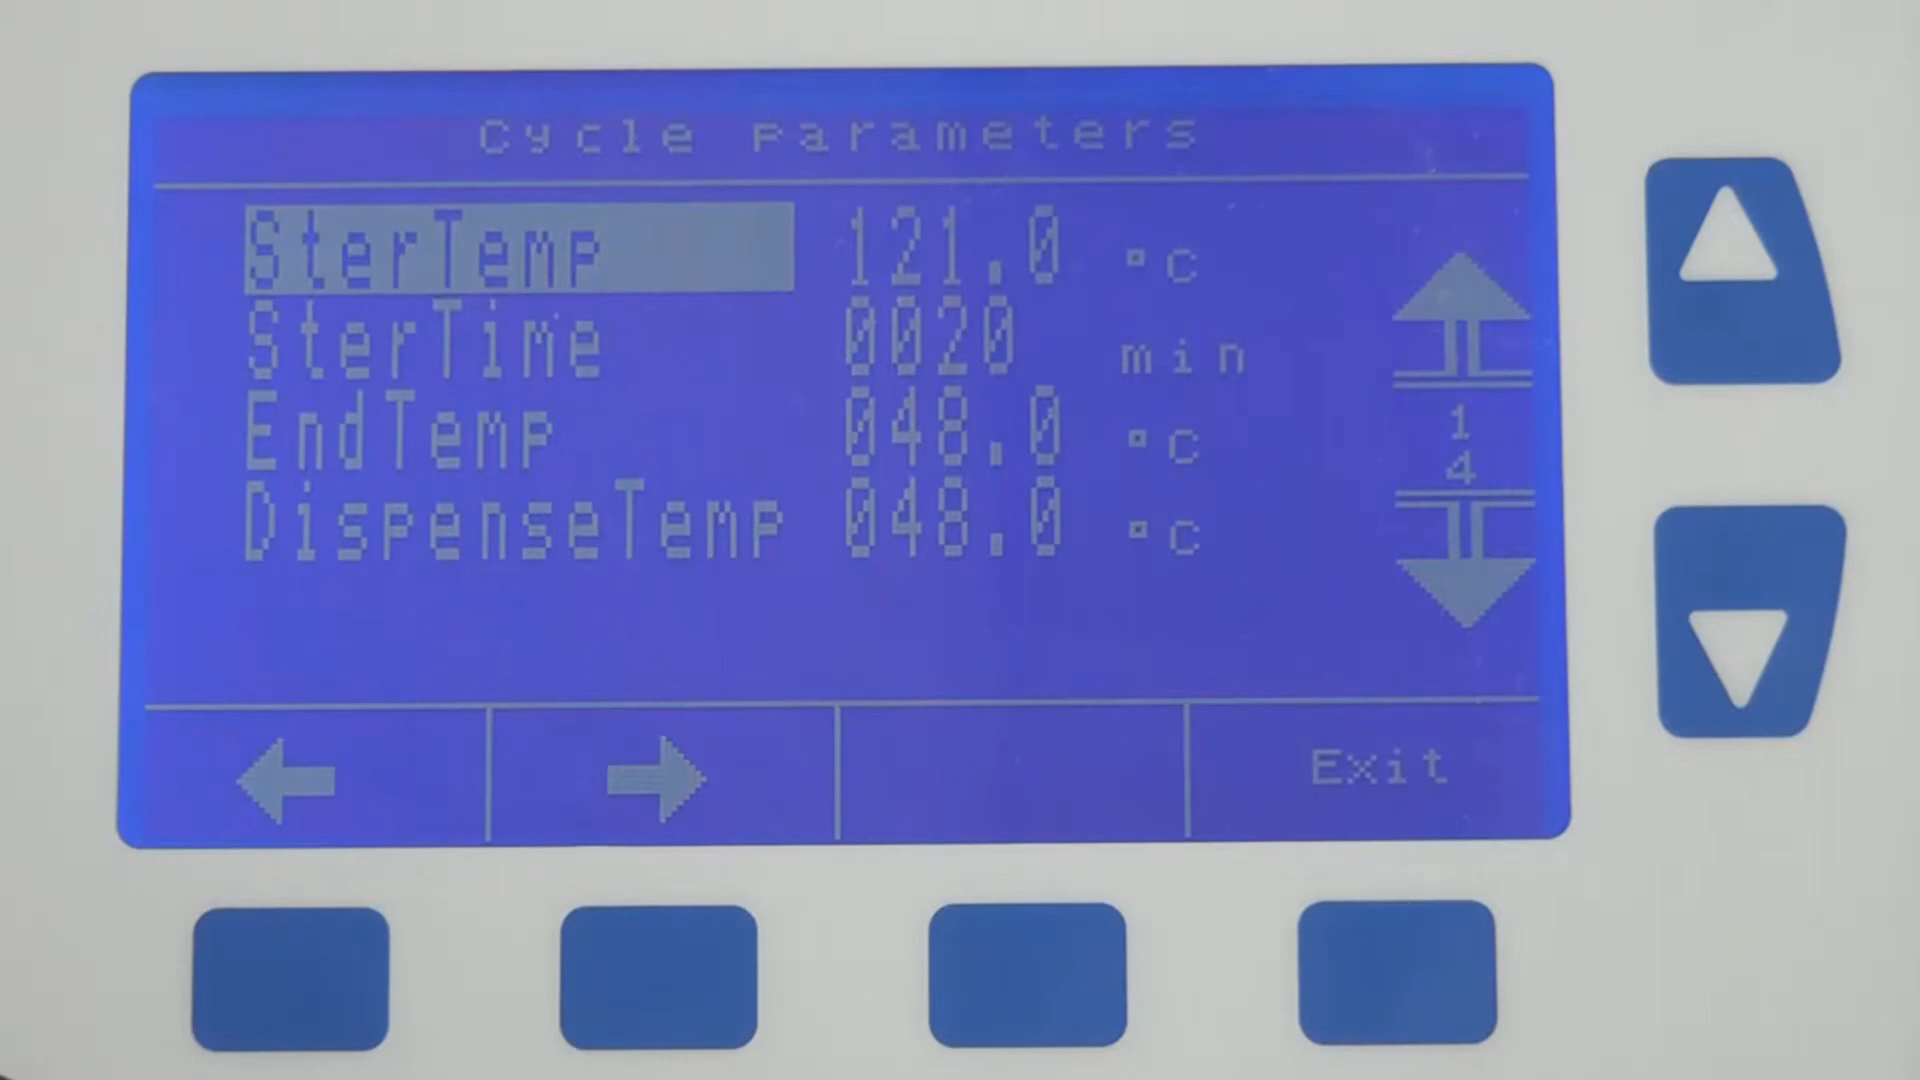 Cycle parameters
SterTemp 121.0 °C
SterTime 0020 min
EndTemp 048.0 °C
DispenseTemp 048.0 °C
1
4
Exit